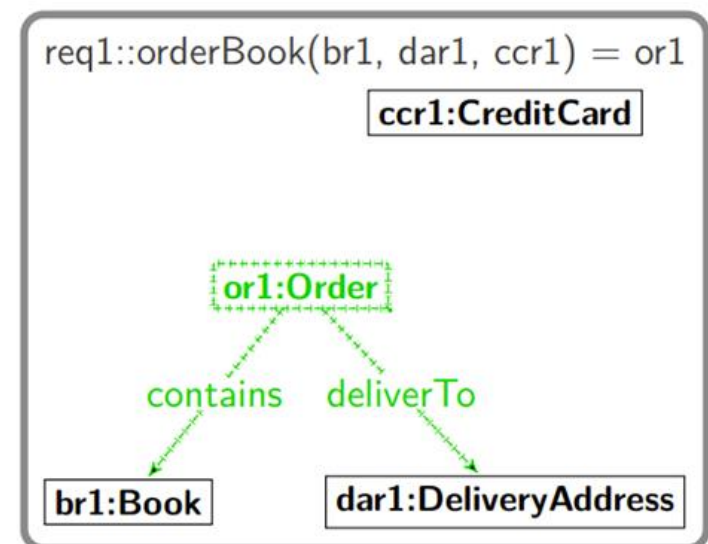 req1::orderBook(br1, dar1, ccr1) = or1
ccr1:CreditCard
or1:Order
contains deliverTo
br1:Book dar1:DeliveryAddress